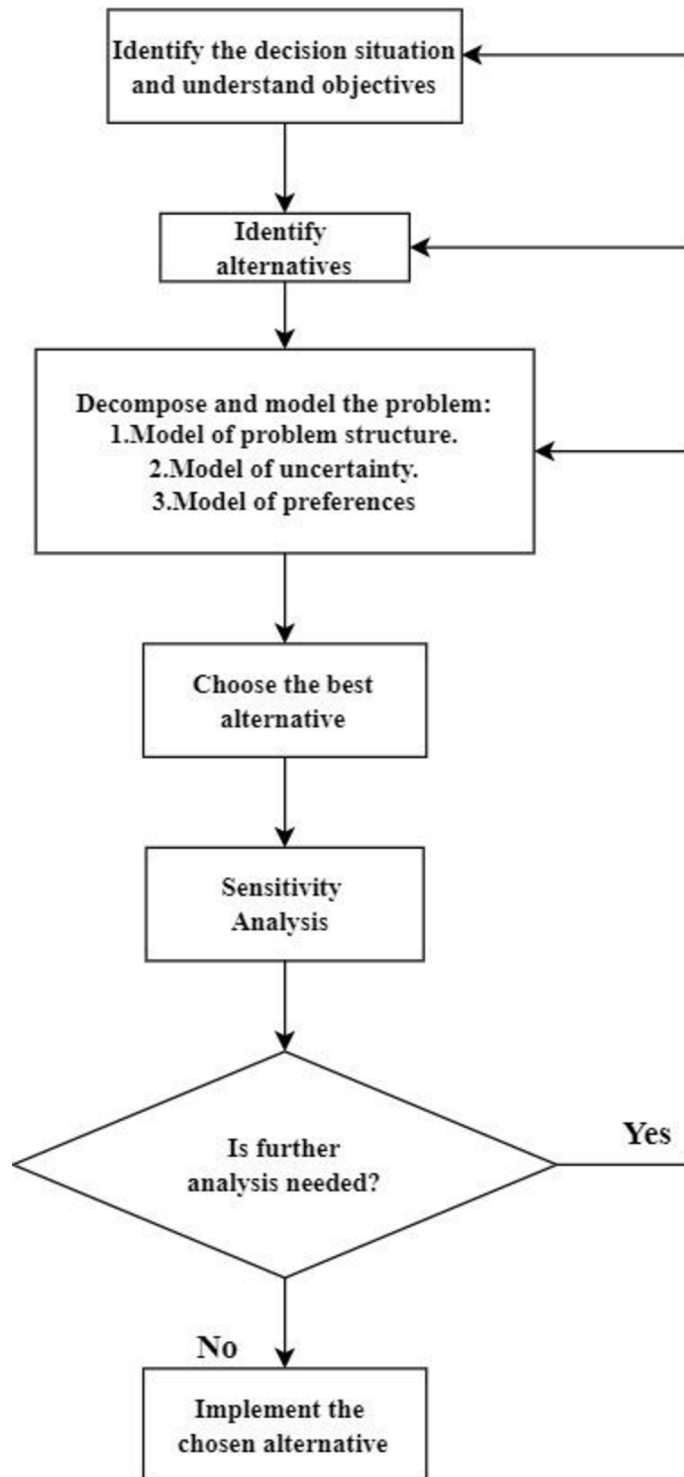 Identify the decision situation
and understand objectives
Identify
alternatives
Decompose and model the problem:
1.Model of problem structure.
2.Model of uncertainty.
3.Model of preferences
Choose the best
alternative
Sensitivity
Analysis
Is further
analysis needed?
Yes
No
Implement the
chosen alternative